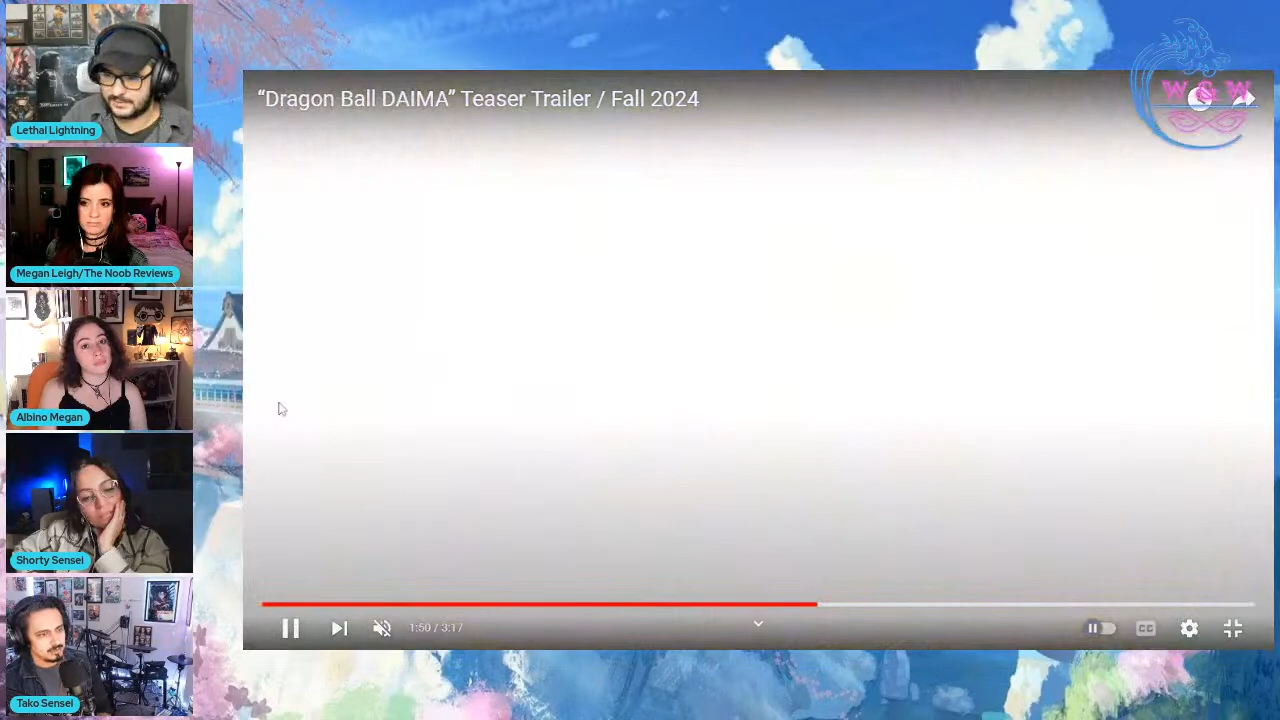 Lethal Lightning
Megan Leigh/The Noob Reviews
Albino Megan
Shorty Sensei
Tako Sensei
“Dragon Ball DAIMA” Teaser Trailer / Fall 2024
W & W
1:50 / 3:17
CC